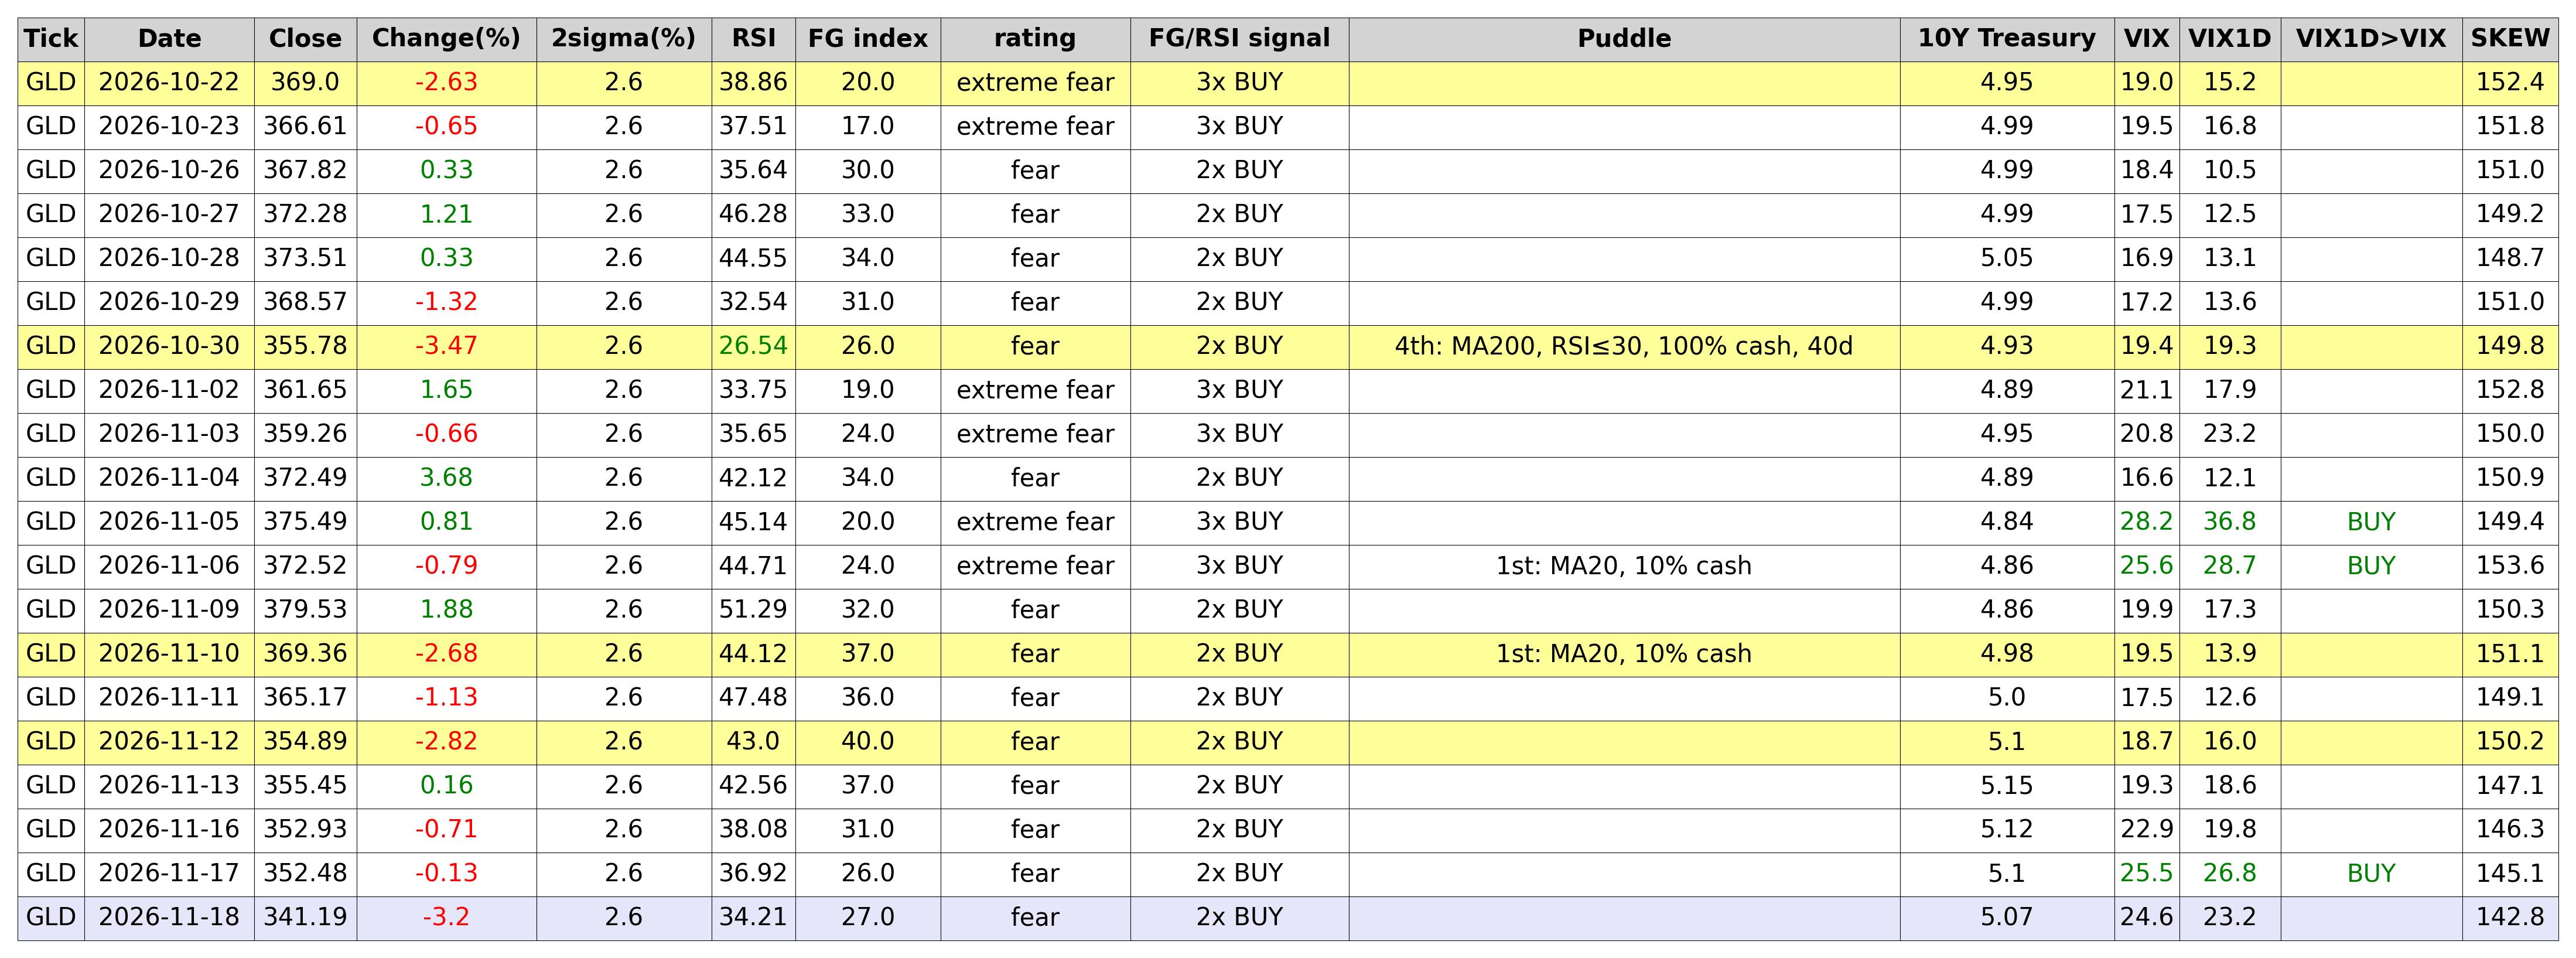 Tick Date Close Change(%) 2sigma(%) RSI FG index rating FG/RSI signal Puddle 10Y Treasury VIX VIX1D VIX1D>VIX SKEW
GLD 2026-10-22 369.0 -2.63 2.6 38.86 20.0 extreme fear 3x BUY 4.95 19.0 15.2 152.4
GLD 2026-10-23 366.61 -0.65 2.6 37.51 17.0 extreme fear 3x BUY 4.99 19.5 16.8 151.8
GLD 2026-10-26 367.82 0.33 2.6 35.64 30.0 fear 2x BUY 4.99 18.4 10.5 151.0
GLD 2026-10-27 372.28 1.21 2.6 46.28 33.0 fear 2x BUY 4.99 17.5 12.5 149.2
GLD 2026-10-28 373.51 0.33 2.6 44.55 34.0 fear 2x BUY 5.05 16.9 13.1 148.7
GLD 2026-10-29 368.57 -1.32 2.6 32.54 31.0 fear 2x BUY 4.99 17.2 13.6 151.0
GLD 2026-10-30 355.78 -3.47 2.6 26.54 26.0 fear 2x BUY 4th: MA200, RSI≤30, 100% cash, 40d 4.93 19.4 19.3 149.8
GLD 2026-11-02 361.65 1.65 2.6 33.75 19.0 extreme fear 3x BUY 4.89 21.1 17.9 152.8
GLD 2026-11-03 359.26 -0.66 2.6 35.65 24.0 extreme fear 3x BUY 4.95 20.8 23.2 150.0
GLD 2026-11-04 372.49 3.68 2.6 42.12 34.0 fear 2x BUY 4.89 16.6 12.1 150.9
GLD 2026-11-05 375.49 0.81 2.6 45.14 20.0 extreme fear 3x BUY 4.84 28.2 36.8 BUY 149.4
GLD 2026-11-06 372.52 -0.79 2.6 44.71 24.0 extreme fear 3x BUY 1st: MA20, 10% cash 4.86 25.6 28.7 BUY 153.6
GLD 2026-11-09 379.53 1.88 2.6 51.29 32.0 fear 2x BUY 4.86 19.9 17.3 150.3
GLD 2026-11-10 369.36 -2.68 2.6 44.12 37.0 fear 2x BUY 1st: MA20, 10% cash 4.98 19.5 13.9 151.1
GLD 2026-11-11 365.17 -1.13 2.6 47.48 36.0 fear 2x BUY 5.0 17.5 12.6 149.1
GLD 2026-11-12 354.89 -2.82 2.6 43.0 40.0 fear 2x BUY 5.1 18.7 16.0 150.2
GLD 2026-11-13 355.45 0.16 2.6 42.56 37.0 fear 2x BUY 5.15 19.3 18.6 147.1
GLD 2026-11-16 352.93 -0.71 2.6 38.08 31.0 fear 2x BUY 5.12 22.9 19.8 146.3
GLD 2026-11-17 352.48 -0.13 2.6 36.92 26.0 fear 2x BUY 5.1 25.5 26.8 BUY 145.1
GLD 2026-11-18 341.19 -3.2 2.6 34.21 27.0 fear 2x BUY 5.07 24.6 23.2 142.8